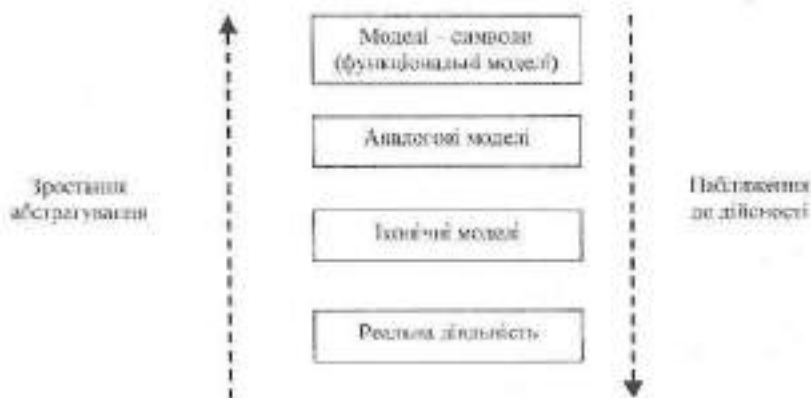 Моделі – символи
(функціональні моделі)
Аналогові моделі
Зростання
абстрагування
Наближення
до дійсності
Іконічні моделі
Реальна діяльність